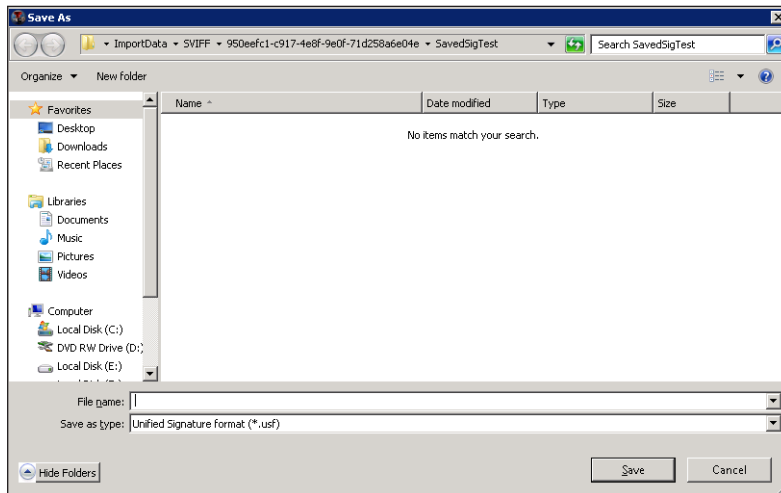 Save As
ImportData SVIFF 950eefc1-c917-4e8f-9e0f-71d258a6e04e SavedSigTest Search SavedSigTest
Organize New folder
Name Date modified Type Size
No items match your search.
Favorites
Desktop
Downloads
Recent Places
Libraries
Documents
Music
Pictures
Videos
Computer
Local Disk (C:)
DVD RW Drive (D:)
Local Disk (E:)
File name:
Save as type: Unified Signature format (*.usf)
Hide Folders Save Cancel